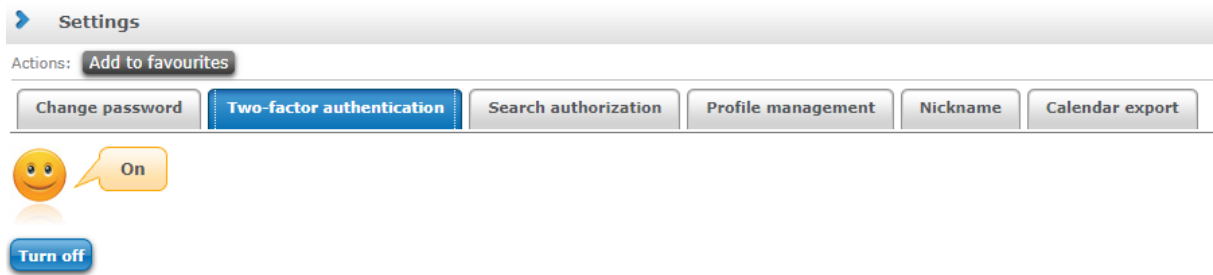 Settings
Actions: Add to favourites
Change password Two-factor authentication Search authorization Profile management Nickname Calendar export
On
Turn off